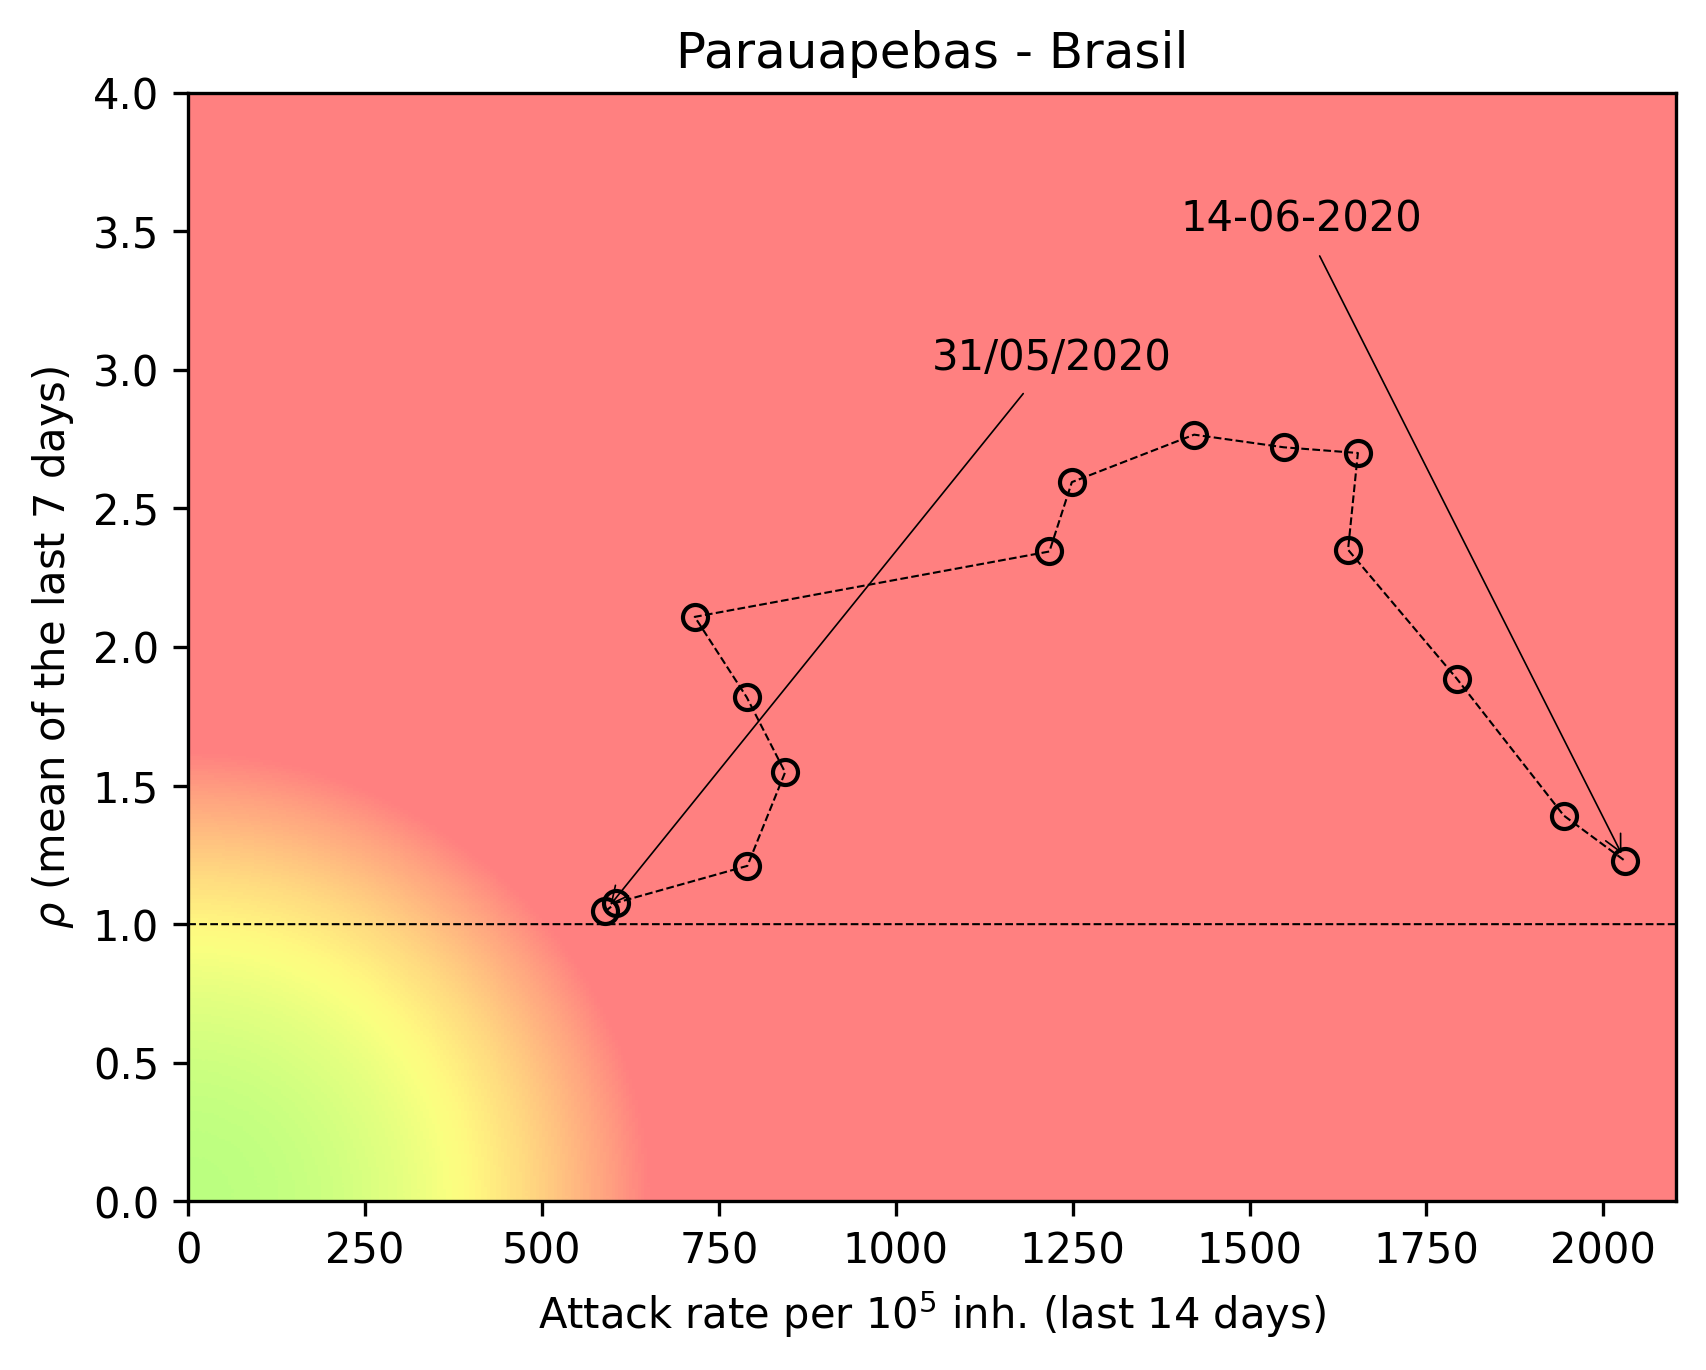 Parauapebas - Brasil
4.0
3.5
3.0
2.5
2.0
1.5
1.0
0.5
0.0
ρ (mean of the last 7 days)
14-06-2020
31/05/2020
0 250 500 750 1000 1250 1500 1750 2000
Attack rate per 10⁵ inh. (last 14 days)